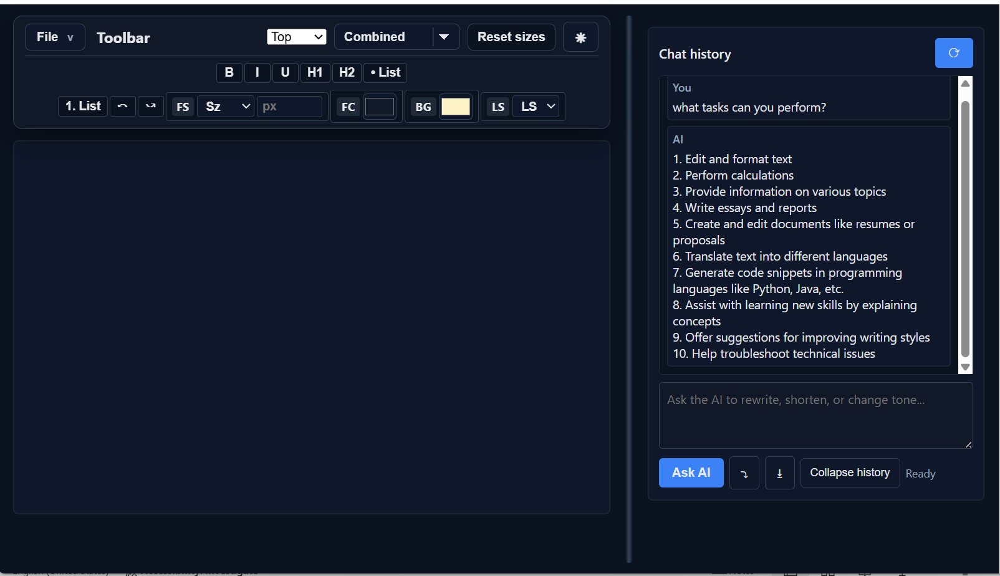 File v Toolbar Top Combined Reset sizes
B I U H1 H2 • List
1. List FS Sz px FC BG LS LS
Chat history
You
what tasks can you perform?
AI
1. Edit and format text
2. Perform calculations
3. Provide information on various topics
4. Write essays and reports
5. Create and edit documents like resumes or
proposals
6. Translate text into different languages
7. Generate code snippets in programming
languages like Python, Java, etc.
8. Assist with learning new skills by explaining
concepts
9. Offer suggestions for improving writing styles
10. Help troubleshoot technical issues
Ask the AI to rewrite, shorten, or change tone...
Ask AI Collapse history Ready